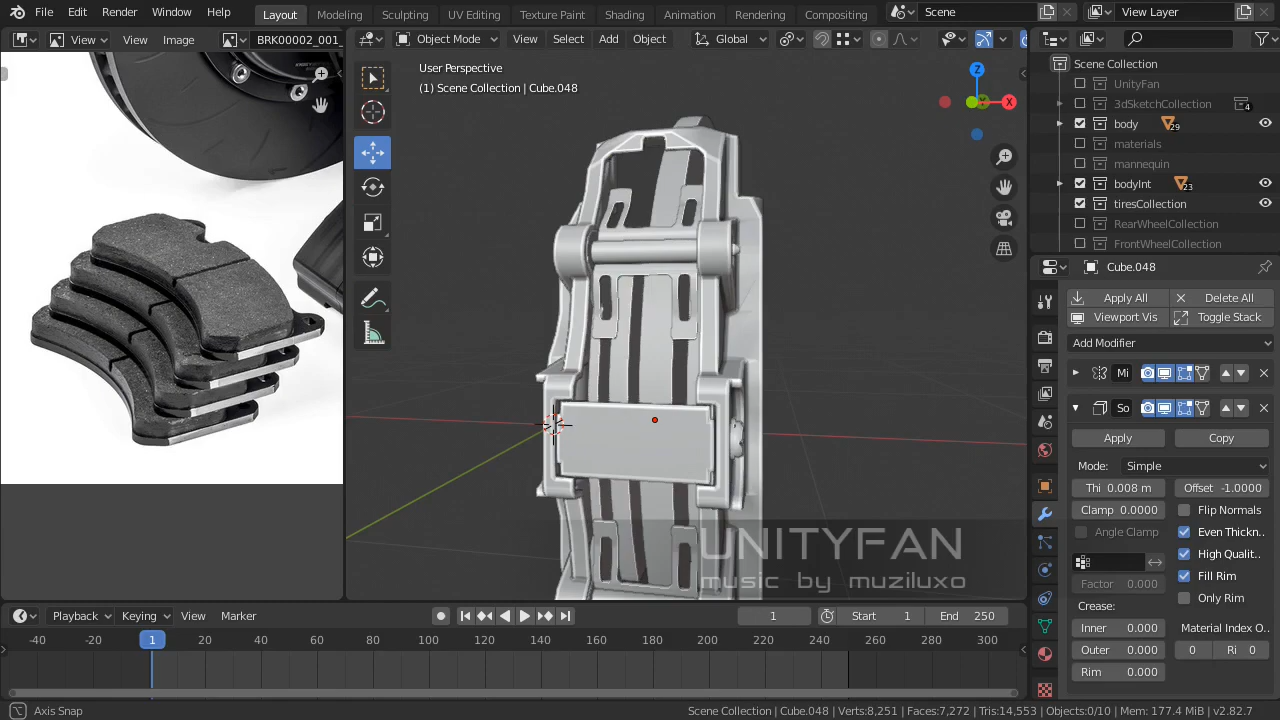 File Edit Render Window Help Layout Modeling Sculpting UV Editing Texture Paint Shading Animation Rendering Compositing Scene View Layer
View View Image BRK00002_001_ Object Mode View Select Add Object Global
User Perspective
(1) Scene Collection | Cube.048
Z
X
Scene Collection
UnityFan
3dSketchCollection 4
body 29
materials
mannequin
bodyInt 23
tiresCollection
RearWheelCollection
FrontWheelCollection
Cube.048
Apply All Delete All
Viewport Vis Toggle Stack
Add Modifier
Mi
So
Apply Copy
Mode: Simple
Thi 0.008 m Offset -1.0000
Clamp 0.0000 Flip Normals
Angle Clamp Even Thickn..
High Qualit..
Factor 0.000 Fill Rim
Crease: Only Rim
Inner 0.000 Material Index O..
Outer 0.000 0 Ri 0
Rim 0.000
UNITYFAN
music by muziluxo
Playback Keying View Marker 1 Start 1 End 250
-40 -20 1 20 40 60 80 100 120 140 160 180 200 220 240 260 280 300
Axis Snap Scene Collection | Cube.048 | Verts:8,251 | Faces:7,272 | Tris:14,553 | Objects:0/10 | Mem: 177.4 MiB | v2.82.7